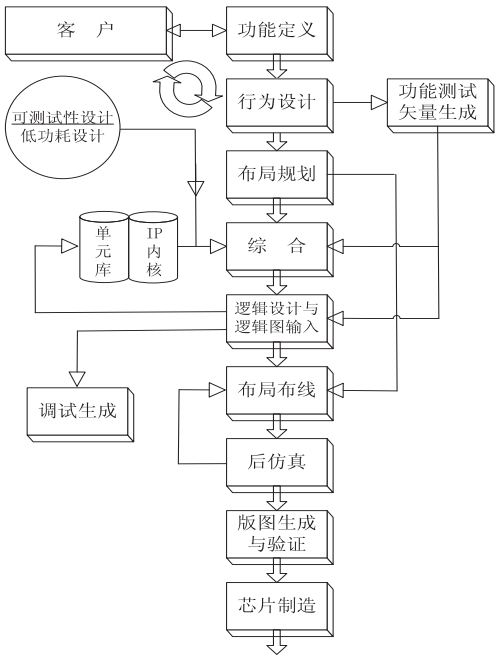 客 户
功能定义
行为设计
功能测试
矢量生成
可测试性设计
低功耗设计
布局规划
单元库
IP内核
综 合
逻辑设计与
逻辑图输入
布局布线
调试生成
后仿真
版图生成
与验证
芯片制造